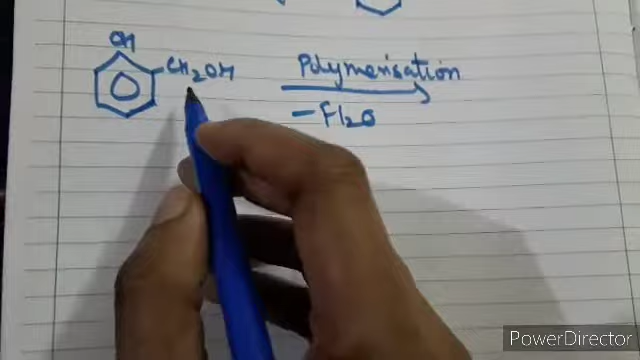 OH
CH2OH
Polymerisation
- H2O
PowerDirector